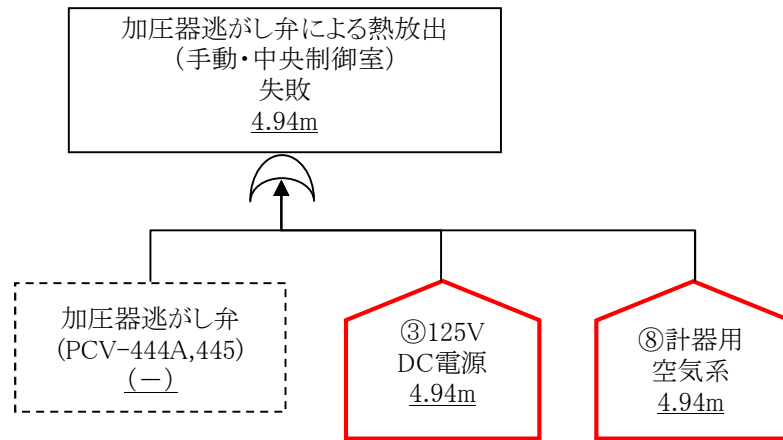 加圧器逃がし弁による熱放出
（手動・中央制御室）
失敗
4.94m
加圧器逃がし弁
(PCV-444A,445)
(－)
③125V
DC電源
4.94m
⑧計器用
空気系
4.94m